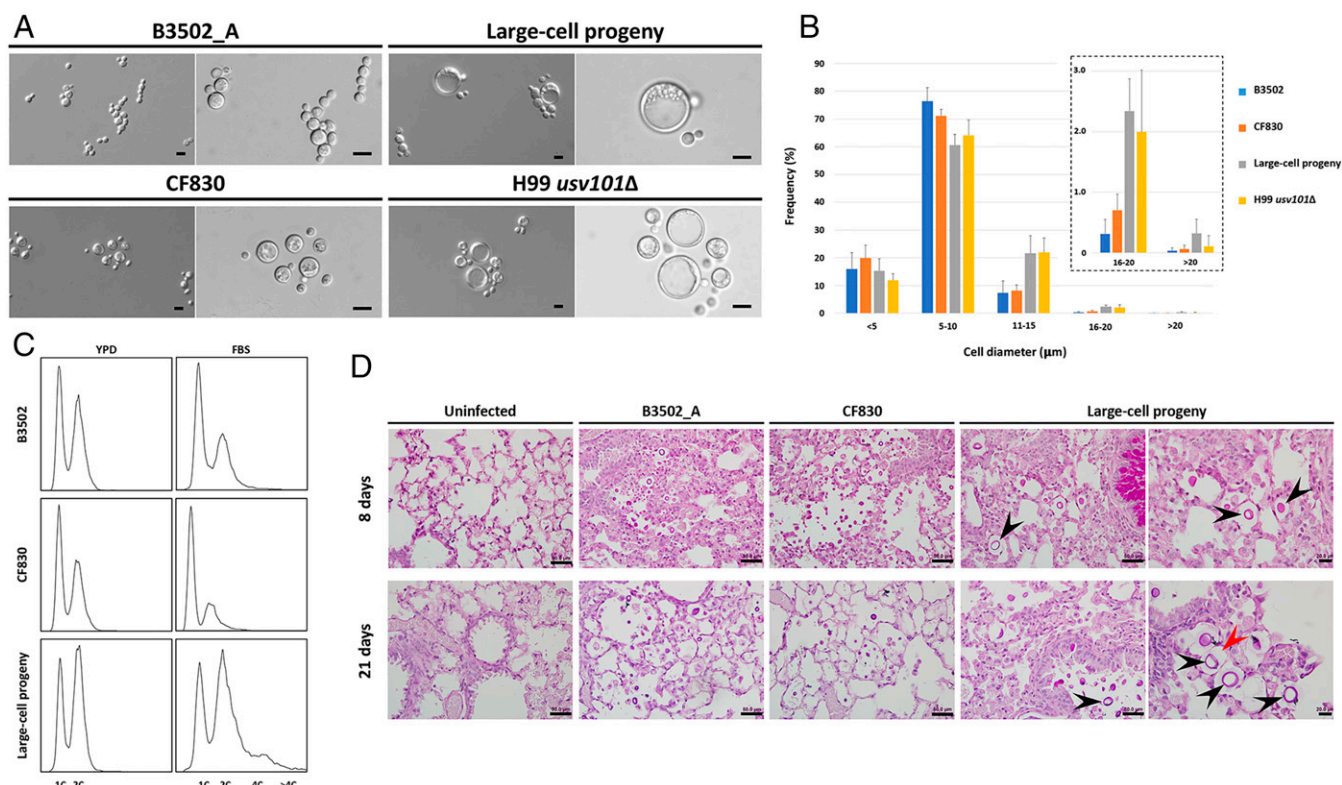 A
B3502_A
Large-cell progeny
CF830
H99 usv101Δ
B
90
80
70
60
50
40
30
20
10
0
Frequency (%)
<5
5-10
11-15
16-20
>20
Cell diameter (μm)
3.0
2.0
1.0
0
16-20
>20
B3502
CF830
Large-cell progeny
H99 usv101Δ
C
YPD
FBS
B3502
CF830
Large-cell progeny
D
Uninfected
B3502_A
CF830
Large-cell progeny
8 days
21 days